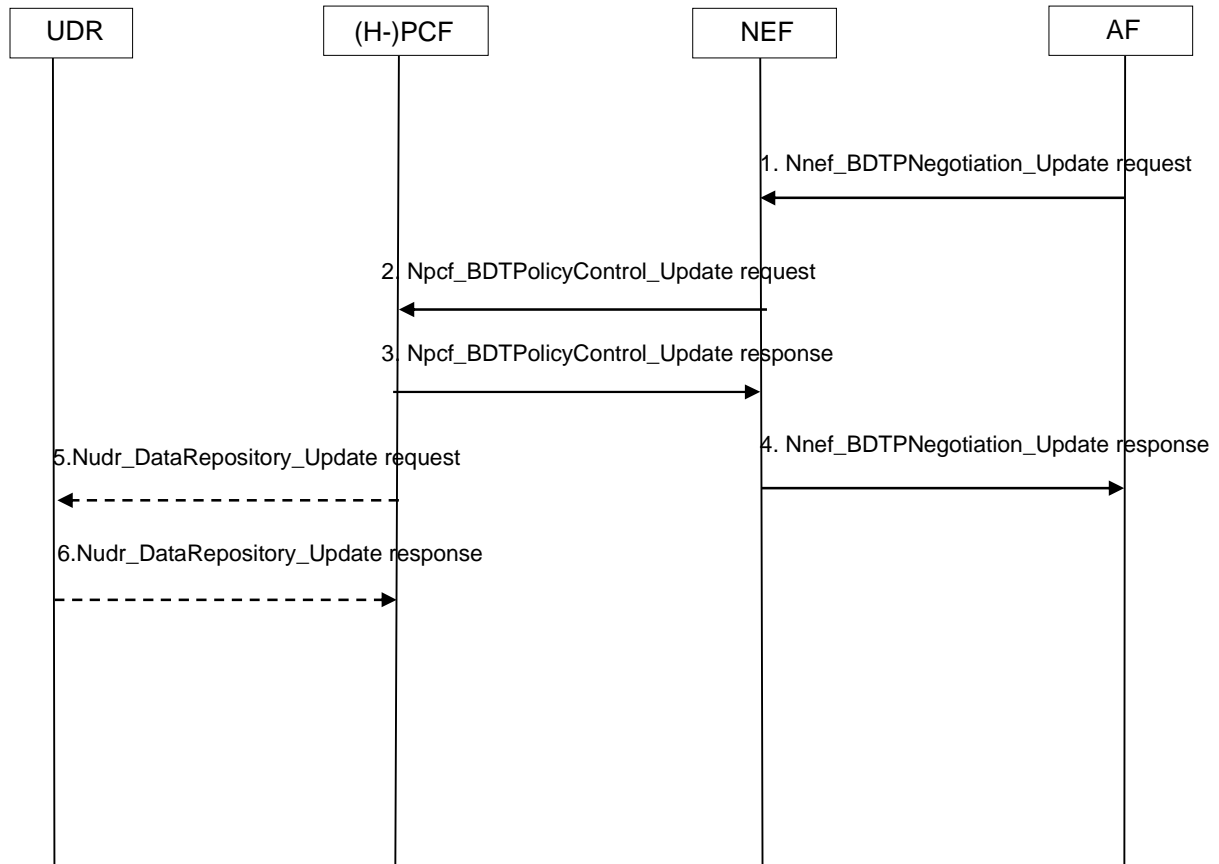 UDR
(H-)PCF
NEF
AF
1. Nnef_BDTPNegotiation_Update request
2. Npcf_BDTPolicyControl_Update request
3. Npcf_BDTPolicyControl_Update response
4. Nnef_BDTPNegotiation_Update response
5.Nudr_DataRepository_Update request
6.Nudr_DataRepository_Update response